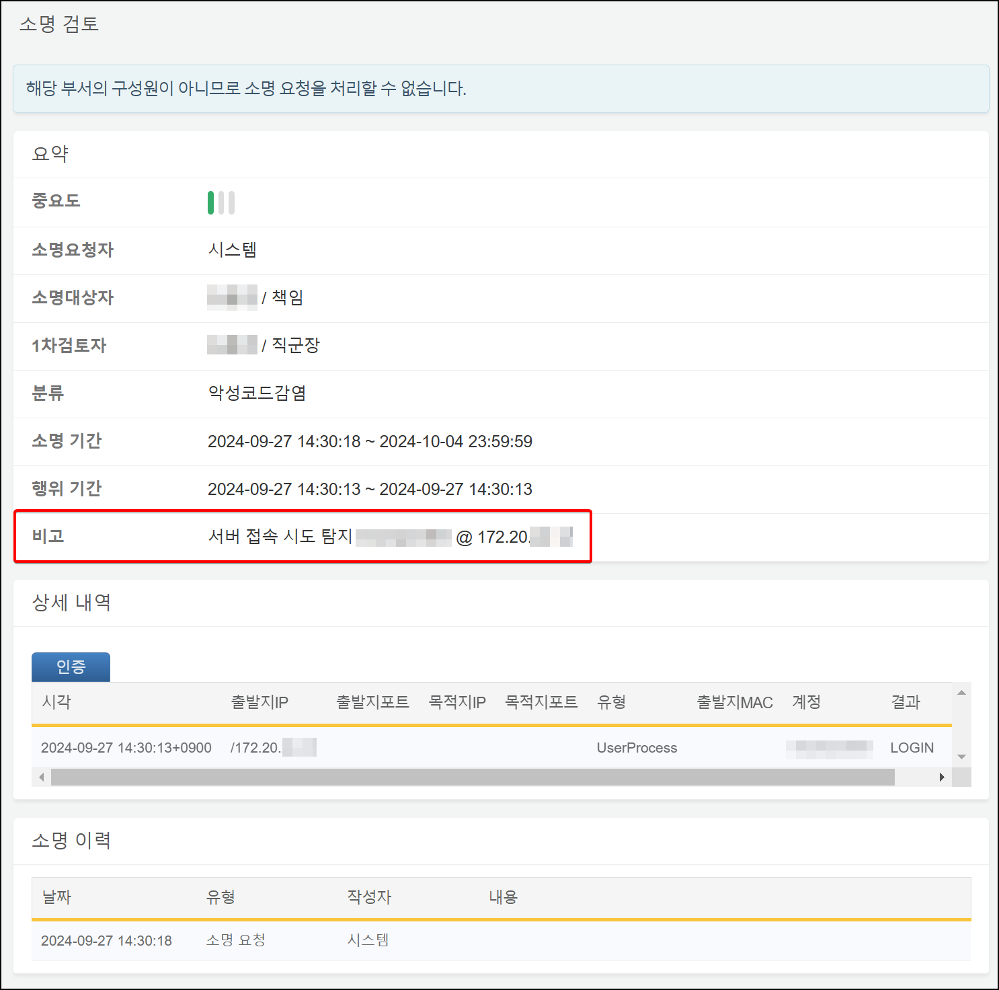 소명 검토
해당 부서의 구성원이 아니므로 소명 요청을 처리할 수 없습니다.
요약
중요도
소명요청자 시스템
소명대상자 / 책임
1차검토자 / 직군장
분류 악성코드감염
소명 기간 2024-09-27 14:30:18 ~ 2024-10-04 23:59:59
행위 기간 2024-09-27 14:30:13 ~ 2024-09-27 14:30:13
비고 서버 접속 시도 탐지 @ 172.20.
상세 내역
인증
시각 출발지IP 출발지포트 목적지IP 목적지포트 유형 출발지MAC 계정 결과
2024-09-27 14:30:13+0900 /172.20. UserProcess LOGIN
소명 이력
날짜 유형 작성자 내용
2024-09-27 14:30:18 소명 요청 시스템